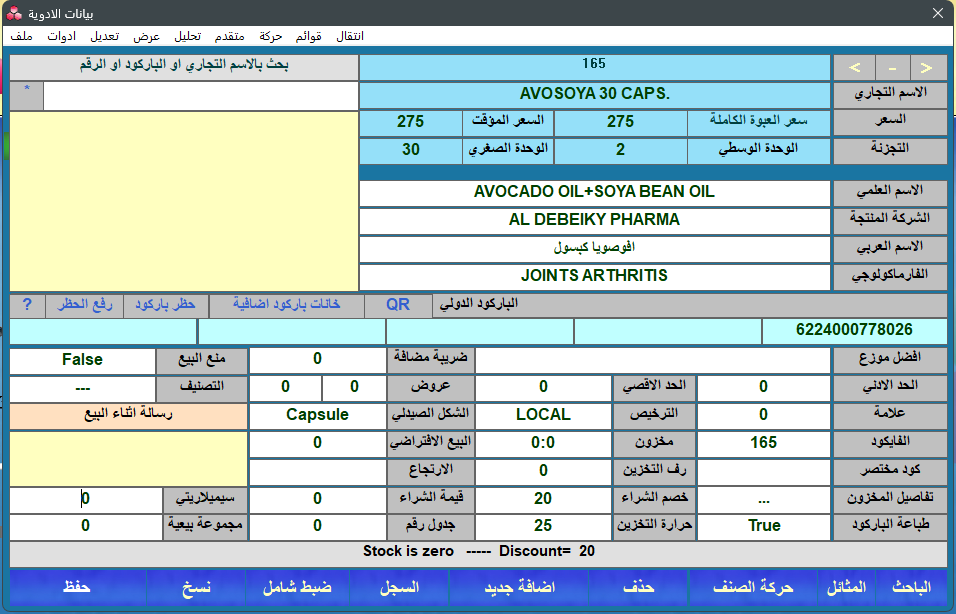 بيانات الادوية
ملف ادوات تعديل عرض تحليل متقدم حركة قوائم انتقال
< - > 165 بحث بالاسم التجاري او الباركود او الرقم
الاسم التجاري AVOSOYA 30 CAPS. *
السعر سعر العبوة الكاملة 275 السعر المؤقت 275
التجزئة الوحدة الوسطي 2 الوحدة الصغري 30
الاسم العلمي AVOCADO OIL+SOYA BEAN OIL
الشركة المنتجة AL DEBEIKY PHARMA
الاسم العربي افوصويا كبسول
الفارماكولوجي JOINTS ARTHRITIS
الباركود الدولي QR خانات باركود اضافية حظر باركود رفع الحظر ?
6224000778026
افضل موزع ضريبة مضافة 0 منع البيع False
الحد الادني 0 الحد الاقصي 0 عروض 0 0 التصنيف ---
علامة 0 الترخيص LOCAL الشكل الصيدلي Capsule رسالة اثناء البيع
الفايكود 165 مخزون 0:0 البيع الافتراضي 0
كود مختصر رف التخزين 0 الارتجاع
تفاصيل المخزون ... خصم الشراء 20 قيمة الشراء 0 سيميلاريتي 0
طباعة الباركود True حرارة التخزين 25 جدول رقم 0 مجموعة بيعية 0
Stock is zero ----- Discount= 20
الباحث المثائل حركة الصنف حذف اضافة جديد السجل ضبط شامل نسخ حفظ